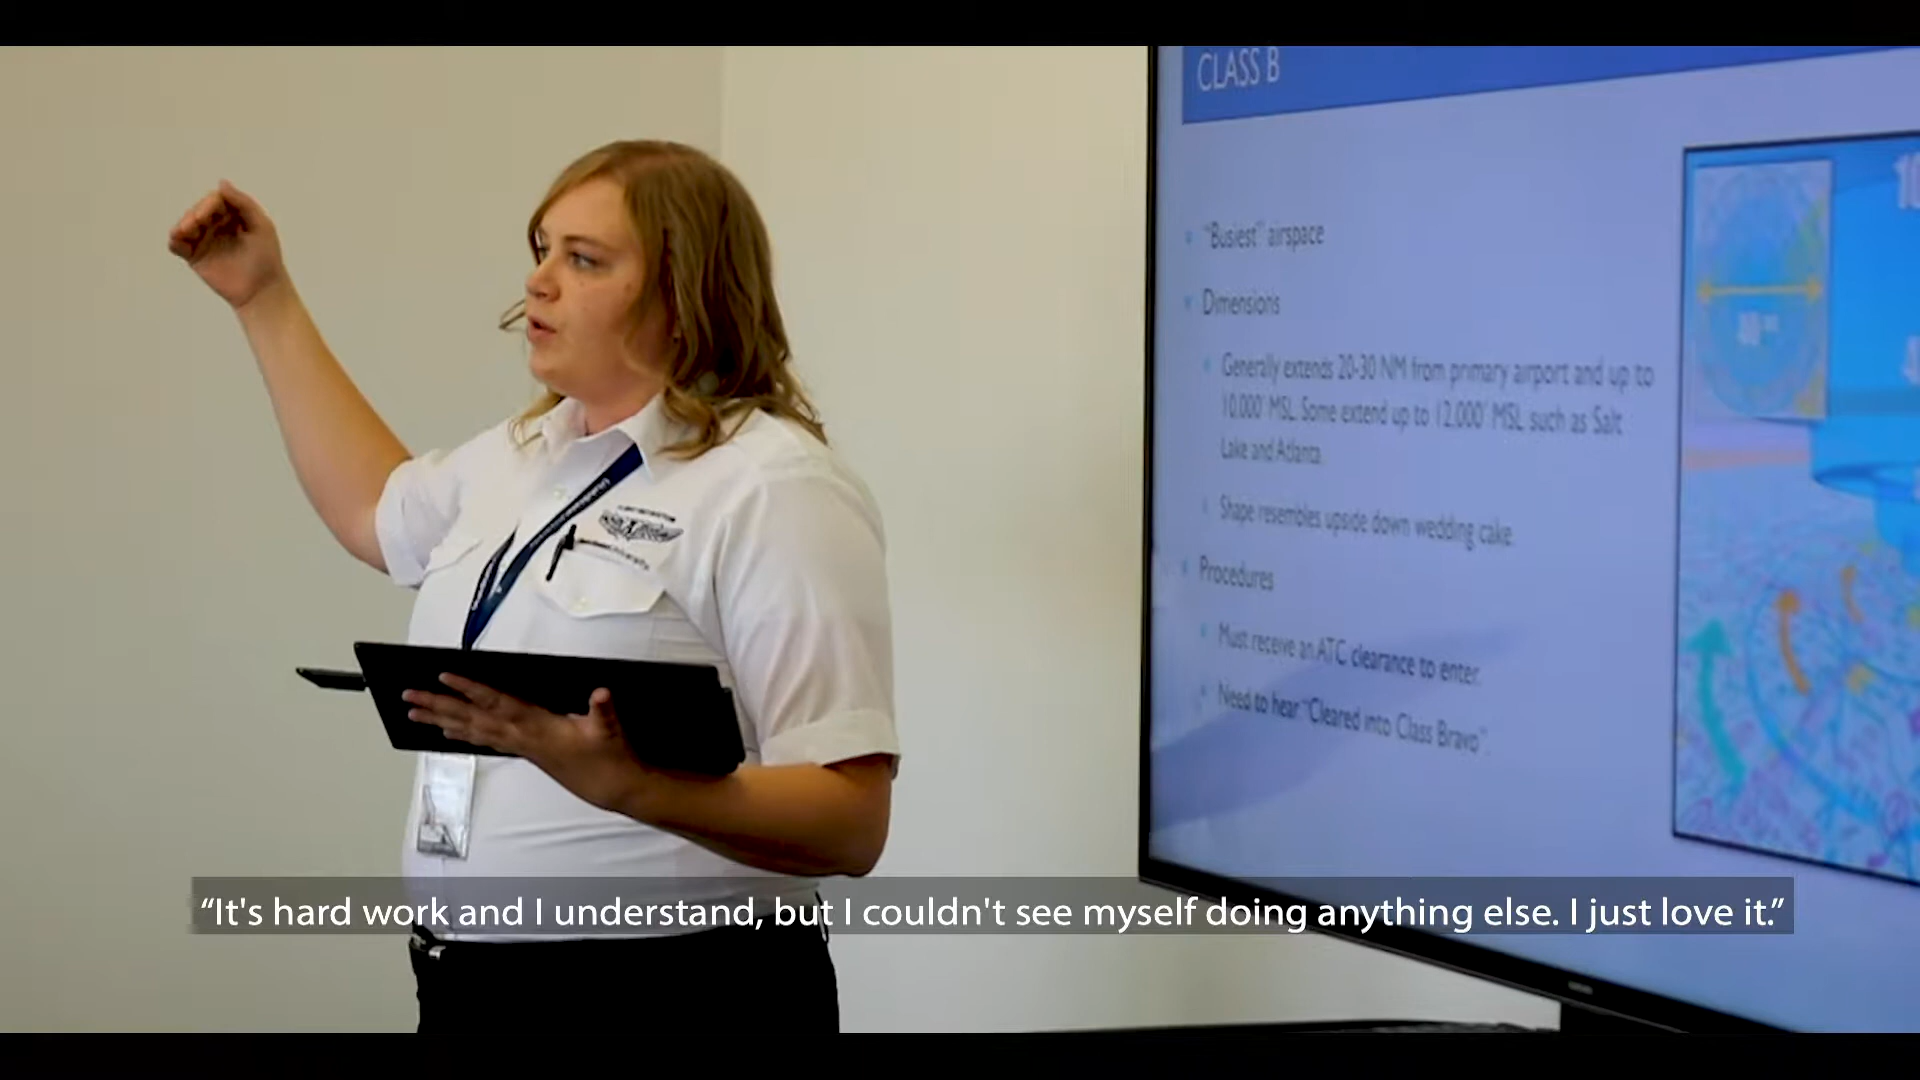 CLASS B
"Busiest" airspace
Dimensions
Generally extends 20-30 NM from primary airport and up to
10,000' MSL. Some extend up to 12,000' MSL such as Salt
Lake and Atlanta.
Shape resembles upside down wedding cake.
Procedures
Must receive an ATC clearance to enter.
Need to hear "Cleared into Class Bravo".
“It's hard work and I understand, but I couldn't see myself doing anything else. I just love it.”